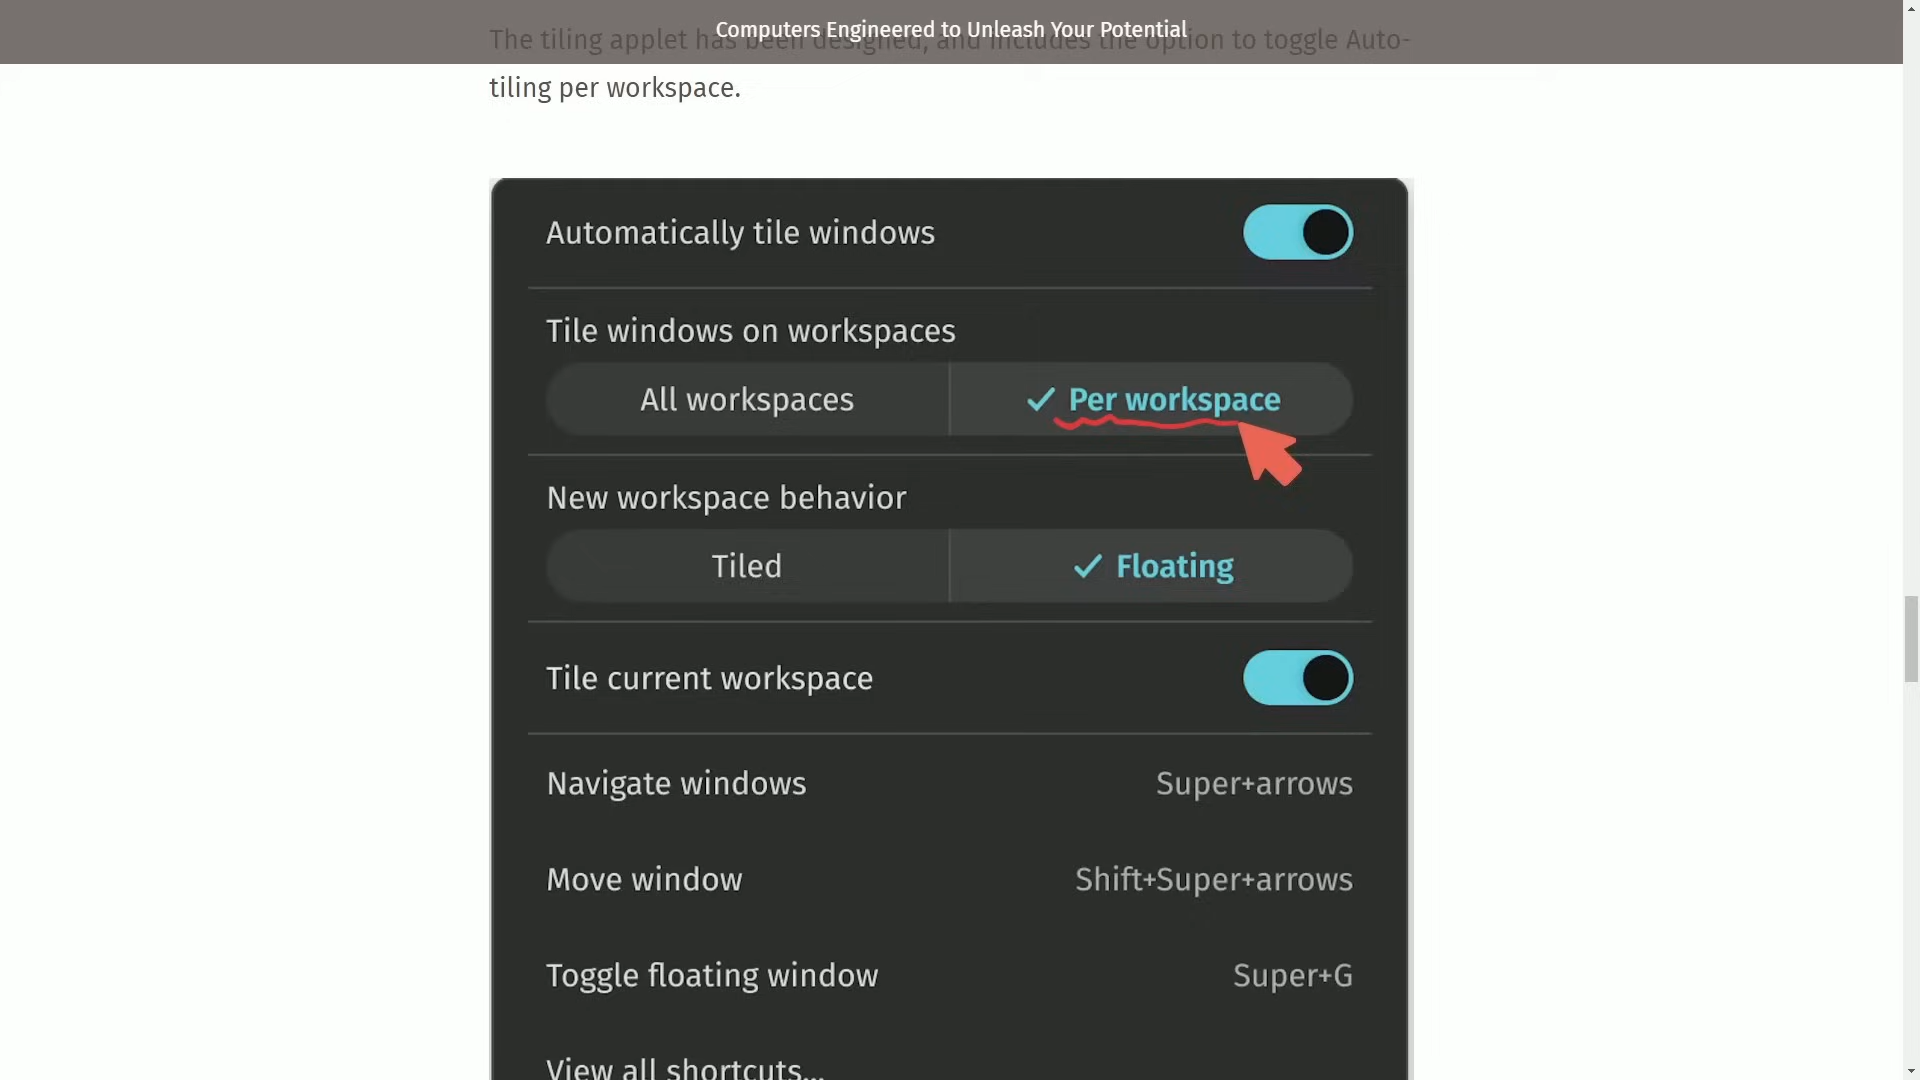 Computers Engineered to Unleash Your Potential
The tiling applet has been designed, and includes the option to toggle Auto-
tiling per workspace.
Automatically tile windows
Tile windows on workspaces
All workspaces
Per workspace
New workspace behavior
Tiled
Floating
Tile current workspace
Navigate windows Super+arrows
Move window Shift+Super+arrows
Toggle floating window Super+G
View all shortcuts...